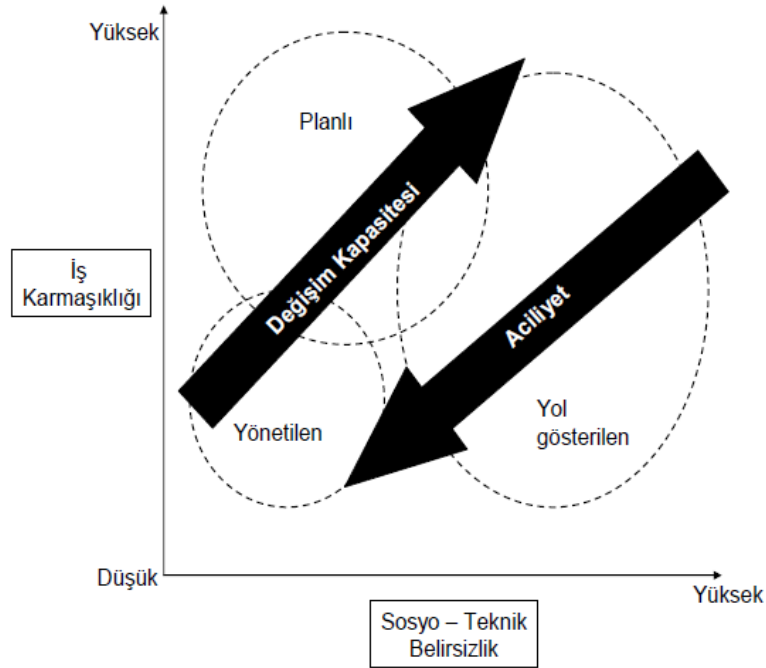 Yüksek
Planlı
Değişim Kapasitesi
İş
Karmaşıklığı
Aciliyet
Yönetilen
Yol
gösterilen
Düşük
Yüksek
Sosyo – Teknik
Belirsizlik